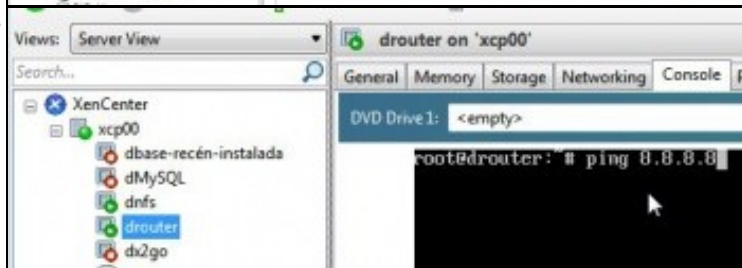 Views: Server View
Search...
XenCenter
xcp00
dbase-recén-instalada
dMySQL
dnfs
drouter
dx2go
drouter on 'xcp00'
General Memory Storage Networking Console
DVD Drive 1: <empty>
root@drouter:~# ping 8.8.8.8